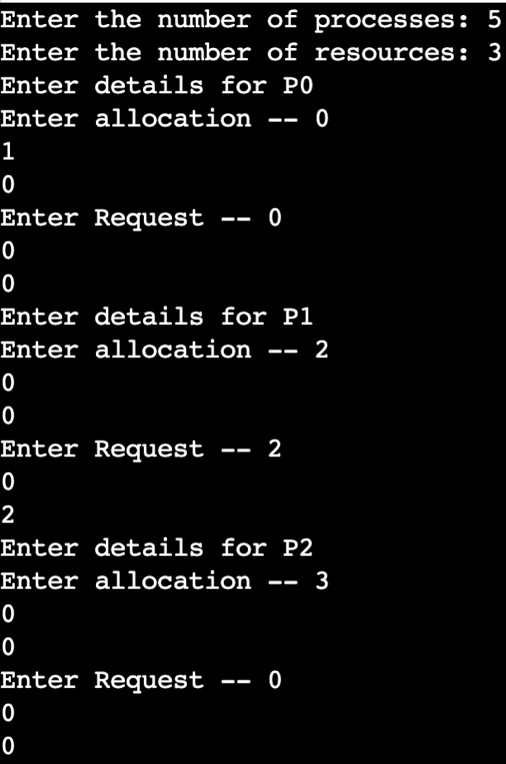 Enter the number of processes: 5
Enter the number of resources: 3
Enter details for P0
Enter allocation -- 0
1
0
Enter Request -- 0
0
0
Enter details for P1
Enter allocation -- 2
0
0
Enter Request -- 2
0
2
Enter details for P2
Enter allocation -- 3
0
0
Enter Request -- 0
0
0